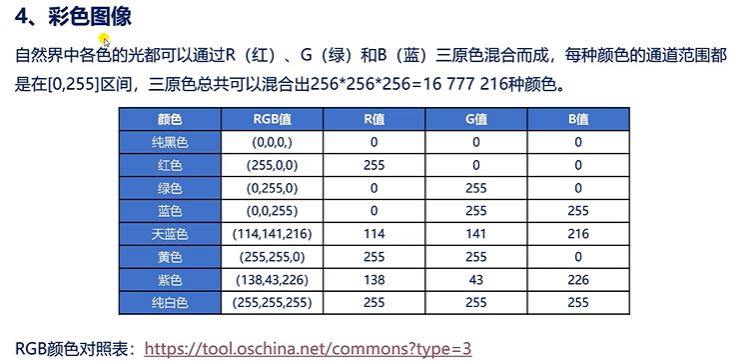 4、彩色图像
自然界中各色的光都可以通过R（红）、G（绿）和B（蓝）三原色混合而成，每种颜色的通道范围都
是在[0,255]区间，三原色总共可以混合出256*256*256=16 777 216种颜色。
颜色 RGB值 R值 G值 B值
纯黑色 (0,0,0,) 0 0 0
红色 (255,0,0) 255 0 0
绿色 (0,255,0) 0 255 0
蓝色 (0,0,255) 0 255 255
天蓝色 (114,141,216) 114 141 216
黄色 (255,255,0) 255 255 0
紫色 (138,43,226) 138 43 226
纯白色 (255,255,255) 255 255 255
RGB颜色对照表：https://tool.oschina.net/commons?type=3